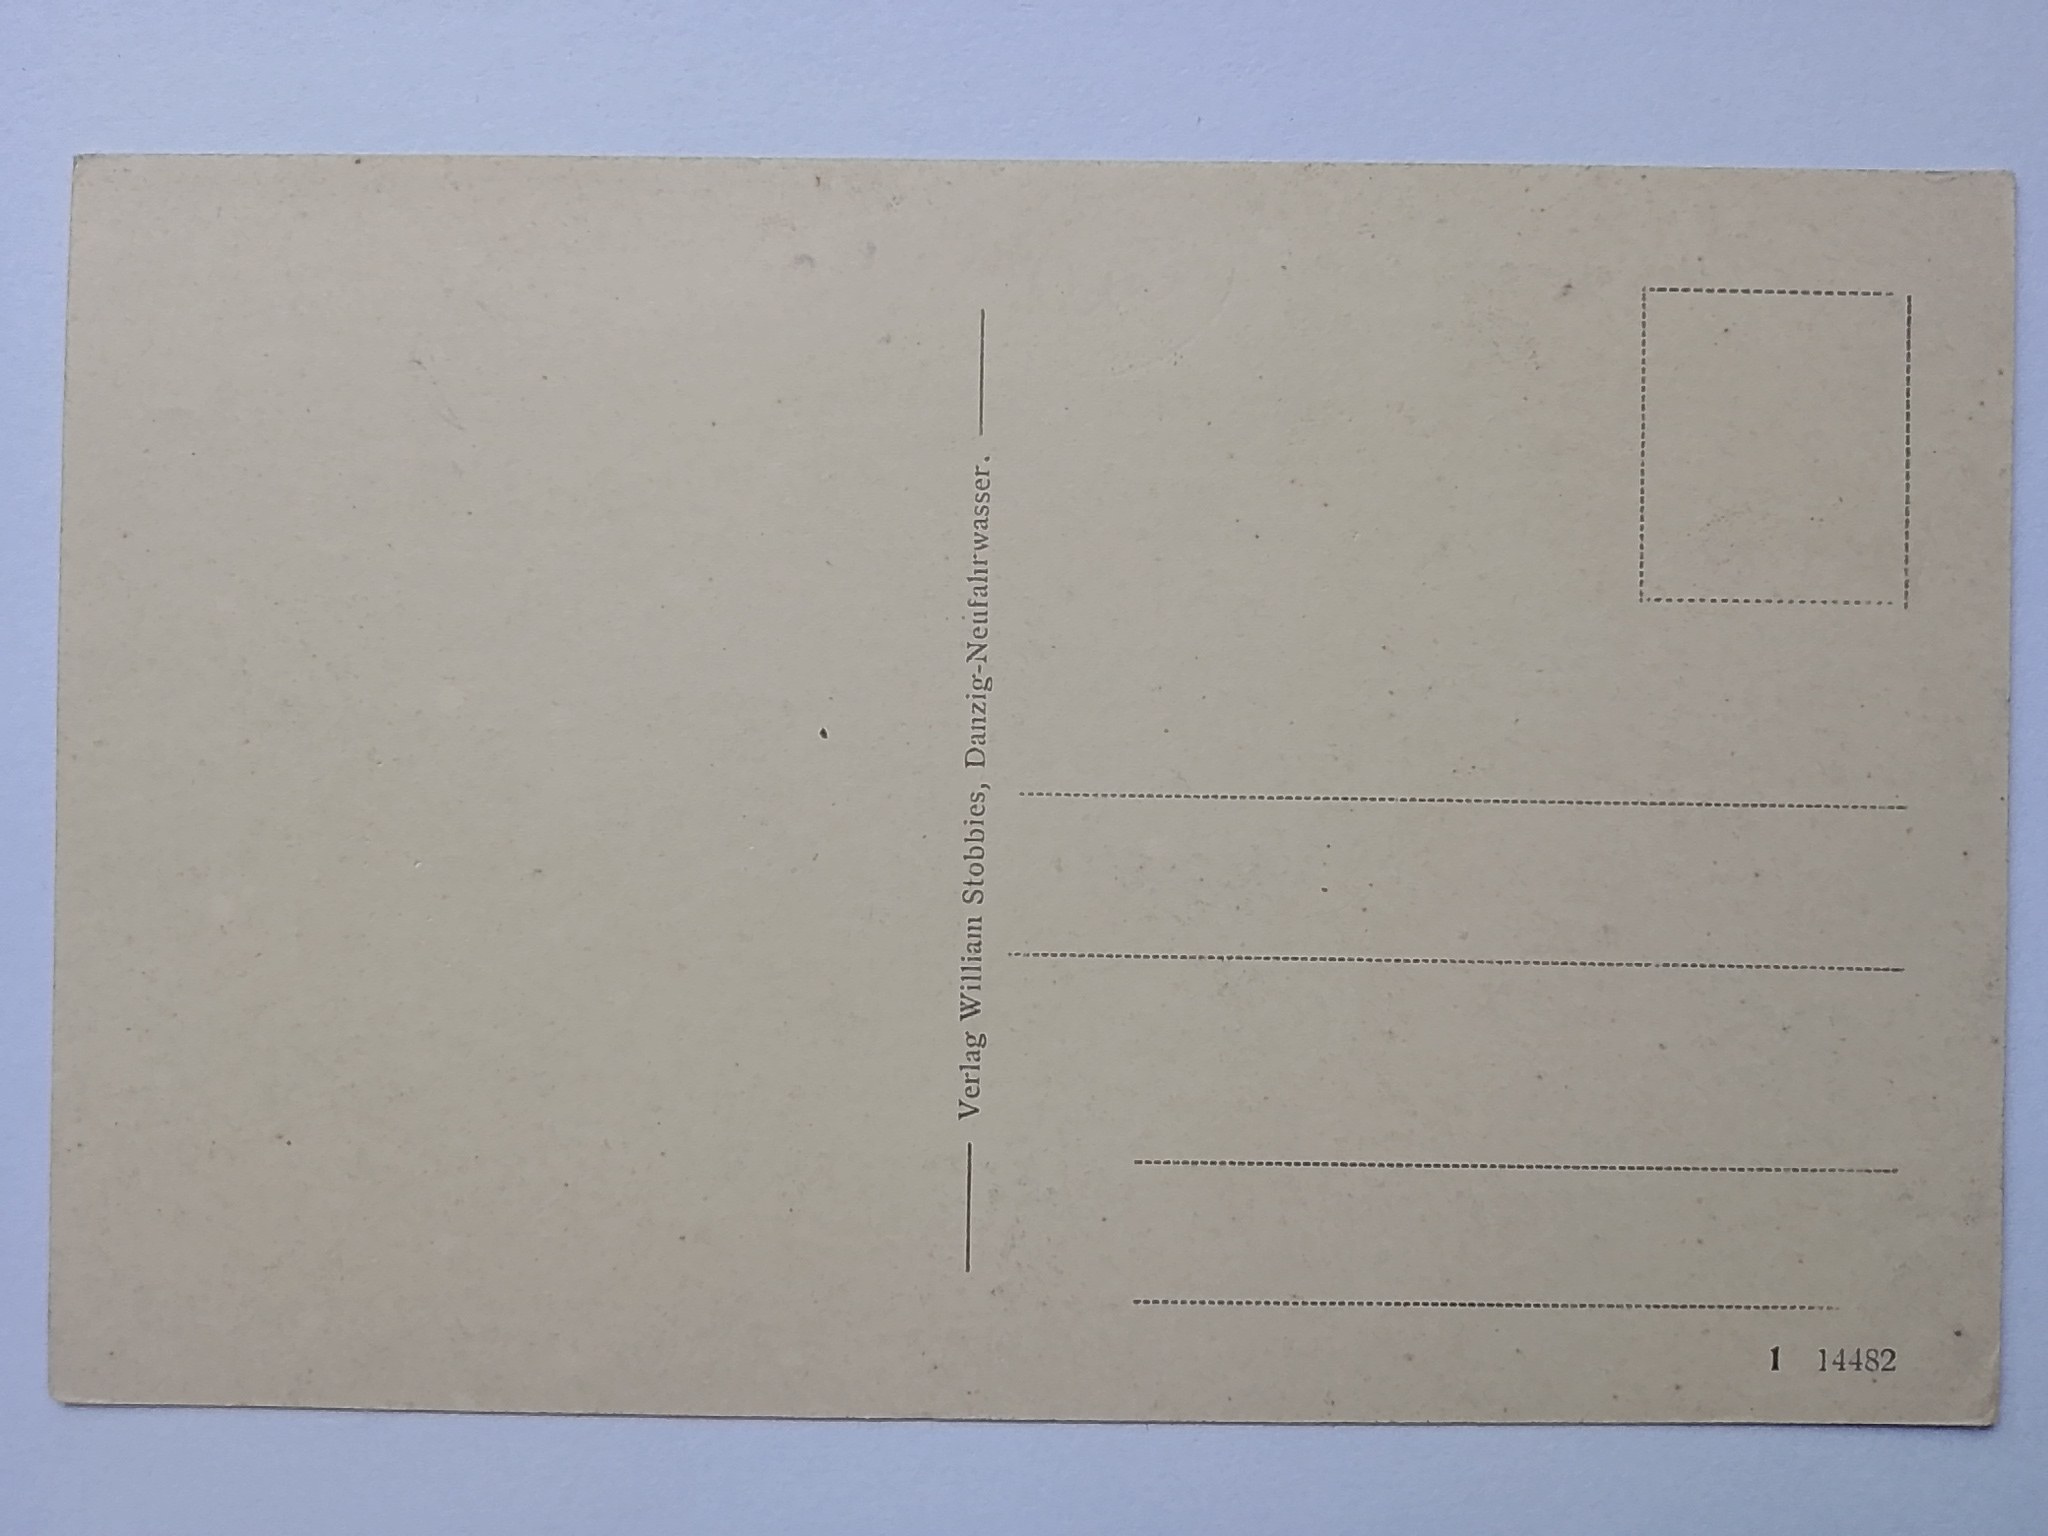 Verlag William Stobbies, Danzig-Neufahrwasser.
1 14482